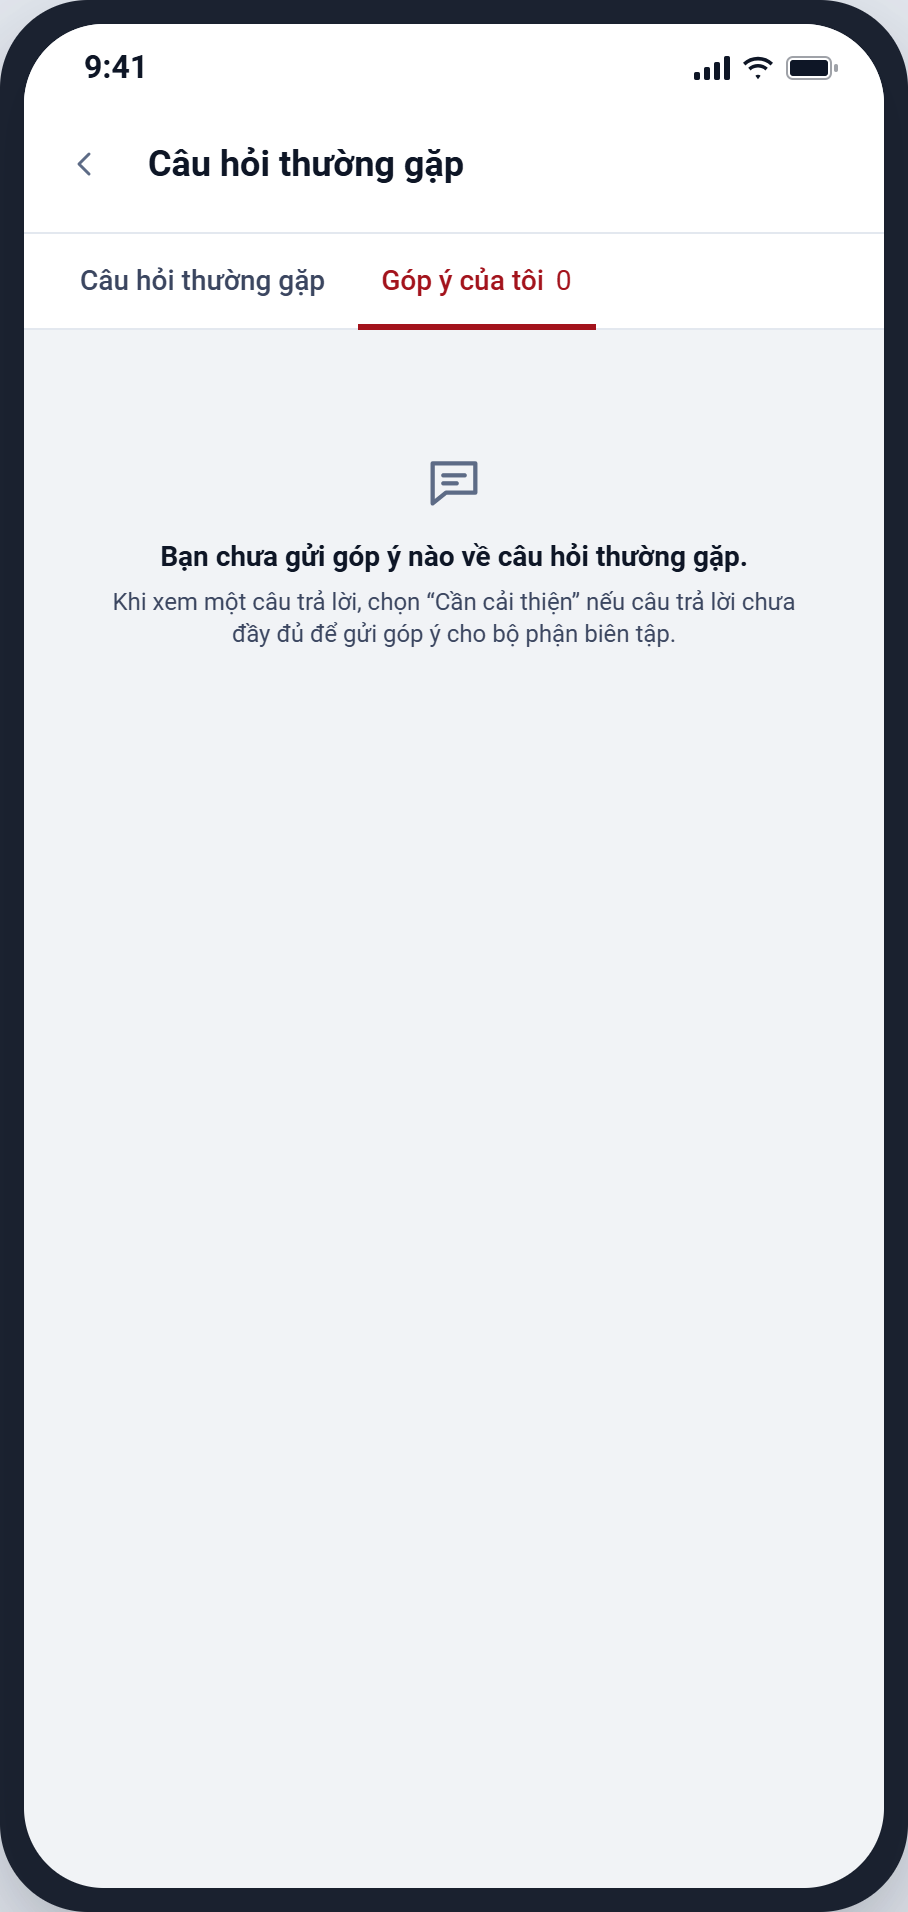 9:41
Câu hỏi thường gặp
Câu hỏi thường gặp
Góp ý của tôi 0
Bạn chưa gửi góp ý nào về câu hỏi thường gặp.
Khi xem một câu trả lời, chọn “Cần cải thiện” nếu câu trả lời chưa
đầy đủ để gửi góp ý cho bộ phận biên tập.